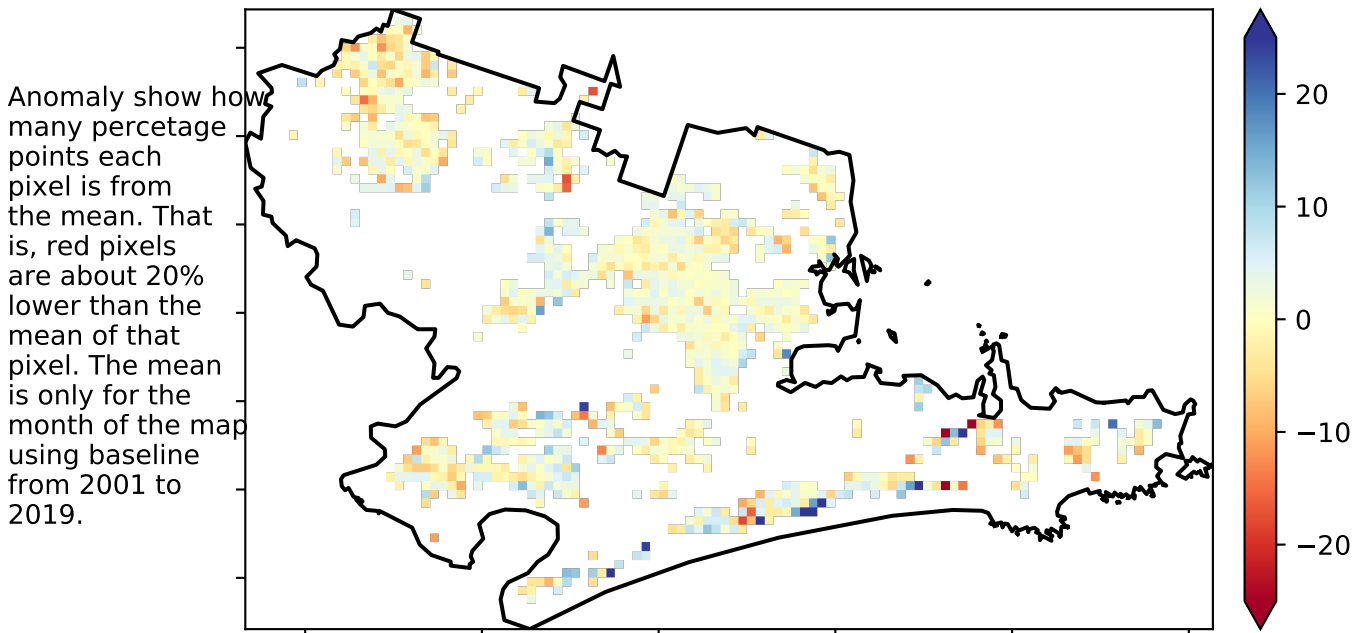 Anomaly show how
many percetage
points each
pixel is from
the mean. That
is, red pixels
are about 20%
lower than the
mean of that
pixel. The mean
is only for the
month of the map
using baseline
from 2001 to
2019.
20
10
0
−10
−20